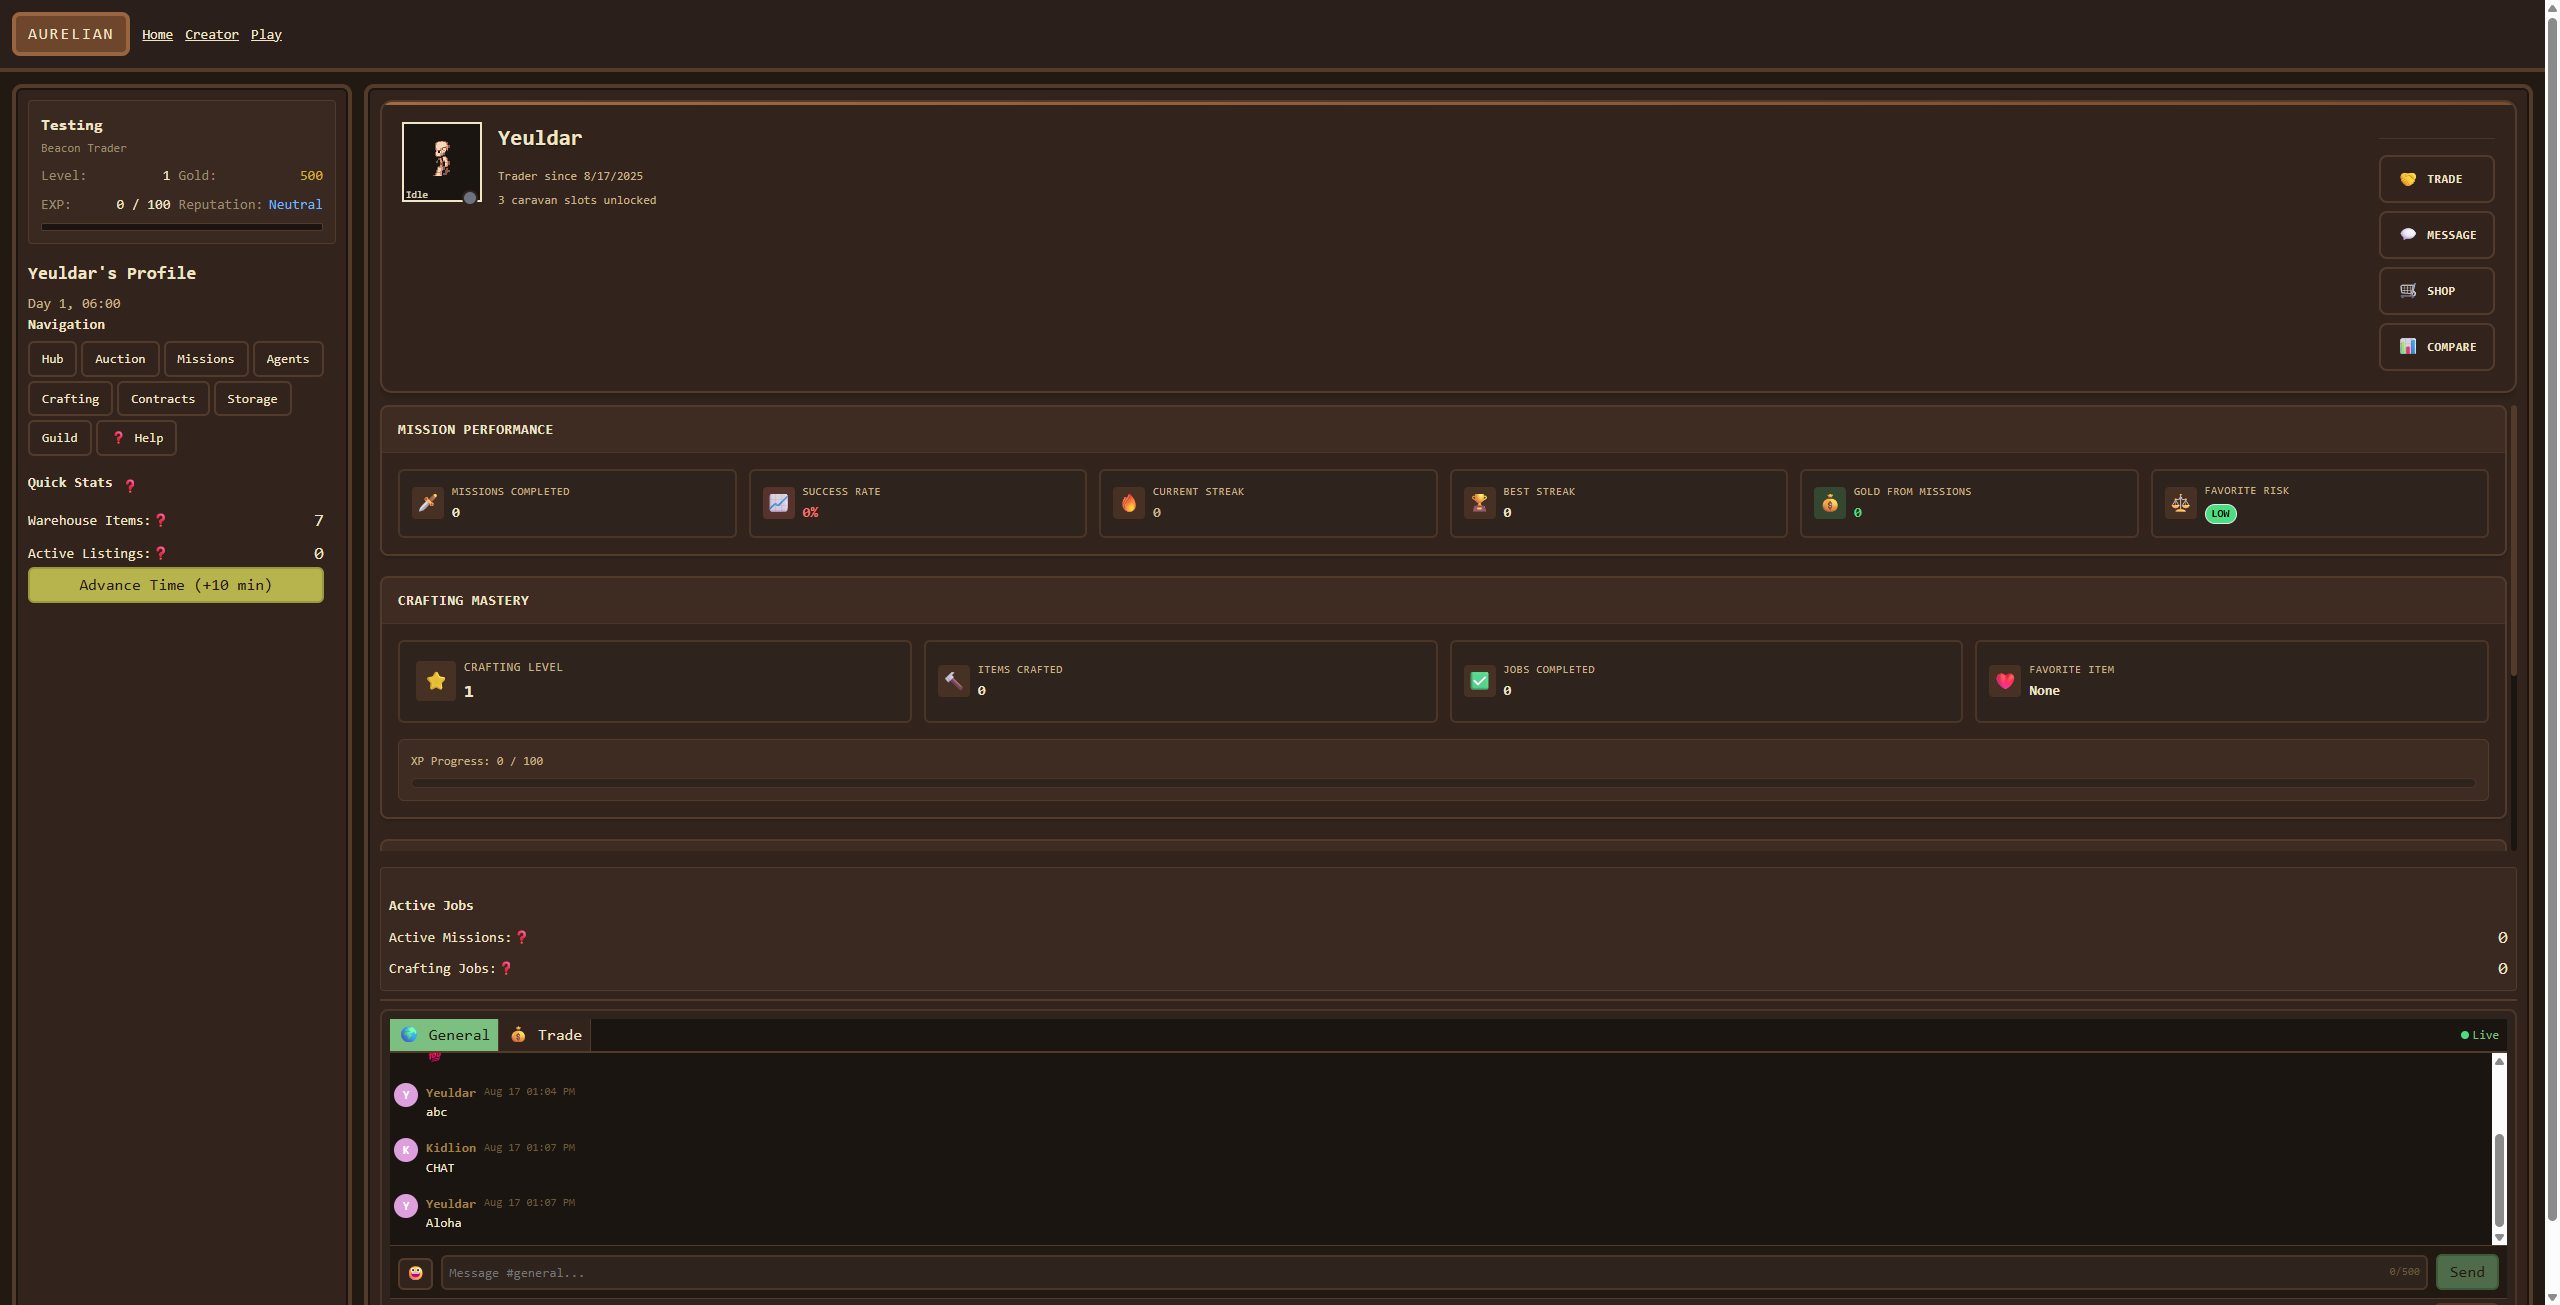 AURELIAN Home Creator Play
Testing
Beacon Trader
Level: 1 Gold: 500
EXP: 0 / 100 Reputation: Neutral
Yeuldar's Profile
Day 1, 06:00
Navigation
Hub Auction Missions Agents
Crafting Contracts Storage
Guild ❓ Help
Quick Stats ❓
Warehouse Items: ❓ 7
Active Listings: ❓ 0
Advance Time (+10 min)
Idle
Yeuldar
Trader since 8/17/2025
3 caravan slots unlocked
TRADE
MESSAGE
SHOP
COMPARE
MISSION PERFORMANCE
MISSIONS COMPLETED
0
SUCCESS RATE
0%
CURRENT STREAK
0
BEST STREAK
0
GOLD FROM MISSIONS
0
FAVORITE RISK
LOW
CRAFTING MASTERY
CRAFTING LEVEL
1
ITEMS CRAFTED
0
JOBS COMPLETED
0
FAVORITE ITEM
None
XP Progress: 0 / 100
Active Jobs
Active Missions: ❓ 0
Crafting Jobs: ❓ 0
General Trade Live
Y Yeuldar Aug 17 01:04 PM
abc
K Kidlion Aug 17 01:07 PM
CHAT
Y Yeuldar Aug 17 01:07 PM
Aloha
Message #general... 0/500 Send